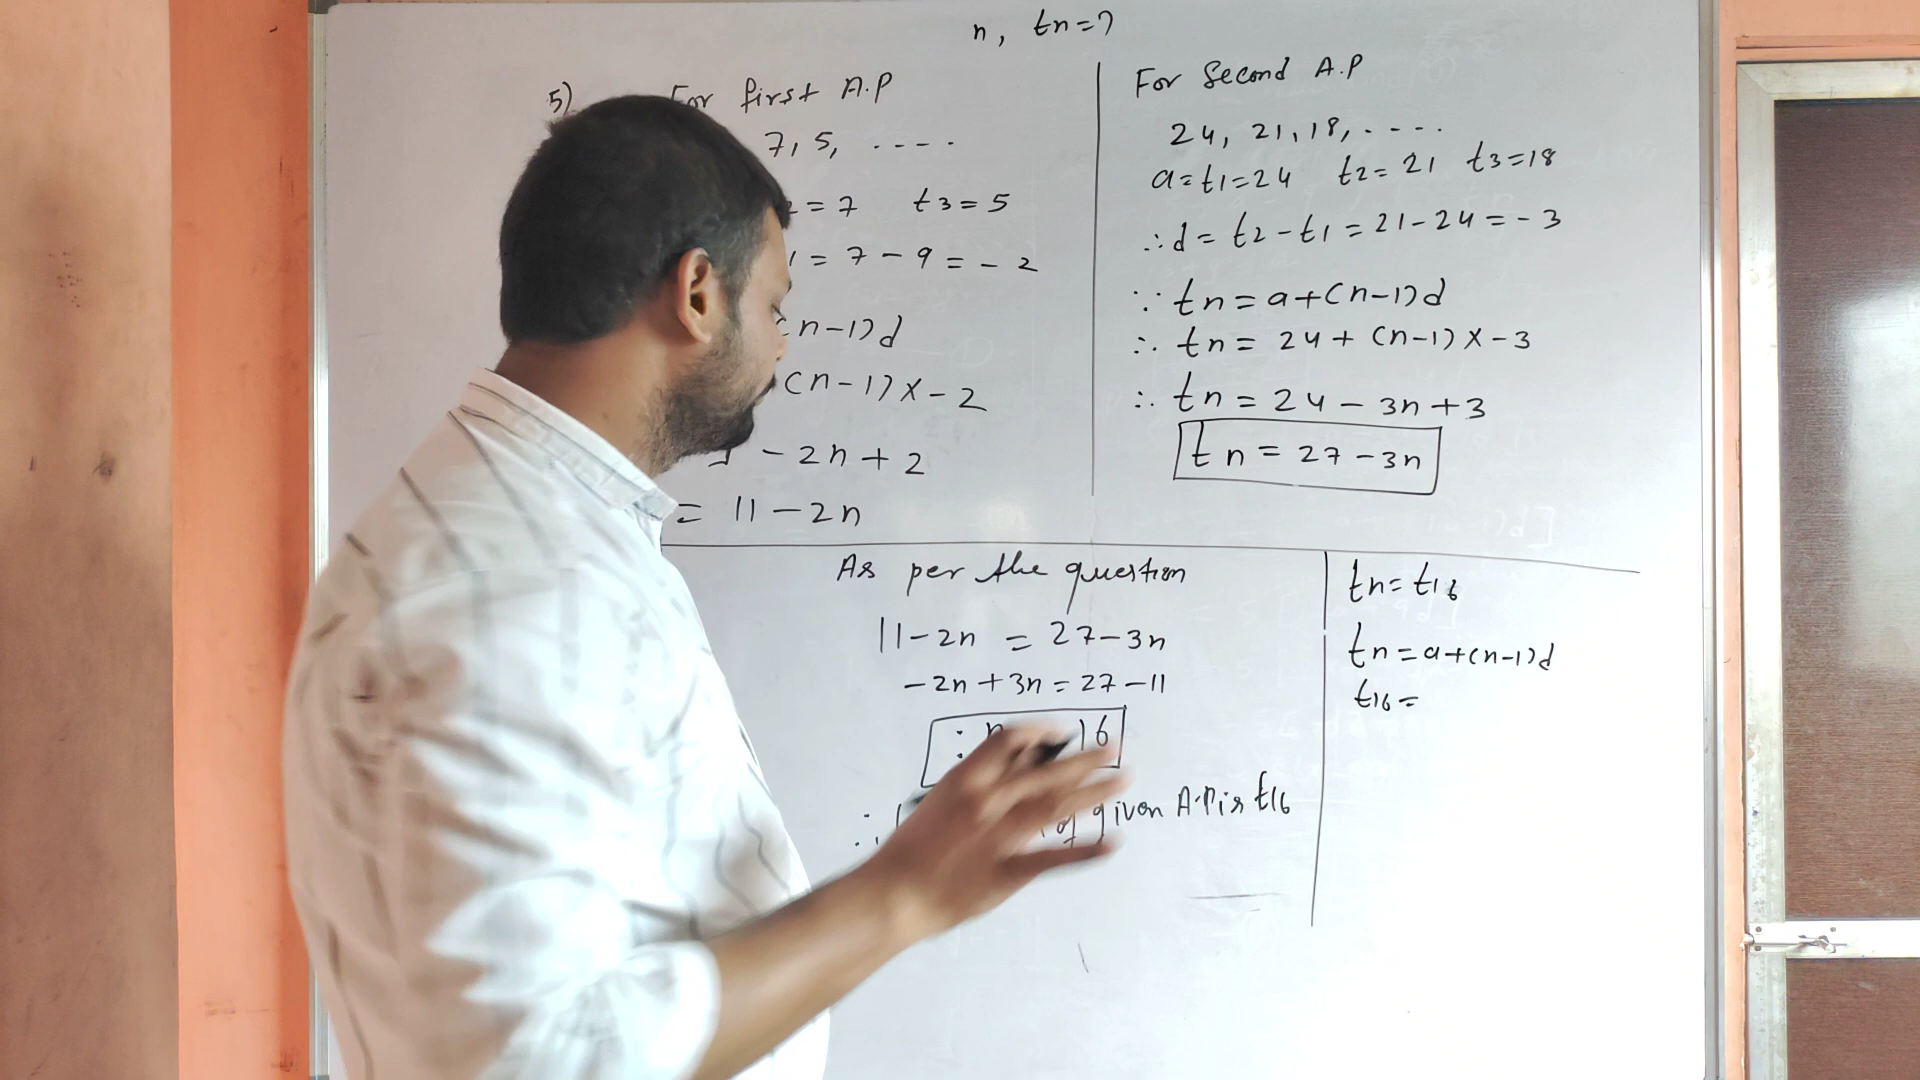 n, tn=?
5) For first A.P
7, 5, ----
2 = 7 t3 = 5
1 = 7 - 9 = - 2
(n-1)d
(n-1)x-2
- 2n + 2
= 11 - 2n
For Second A.P
24, 21, 18, ----
a=t1=24 t2=21 t3=18
∴ d = t2 - t1 = 21 - 24 = - 3
∵ tn = a+(n-1)d
∴ tn = 24 + (n-1) x -3
∴ tn = 24 - 3n + 3
tn = 27 - 3n
As per the question
11 - 2n = 27 - 3n
- 2n + 3n = 27 - 11
∴ n 16
∴ of given A.P is t16
tn = t16
tn = a+(n-1)d
t16 =